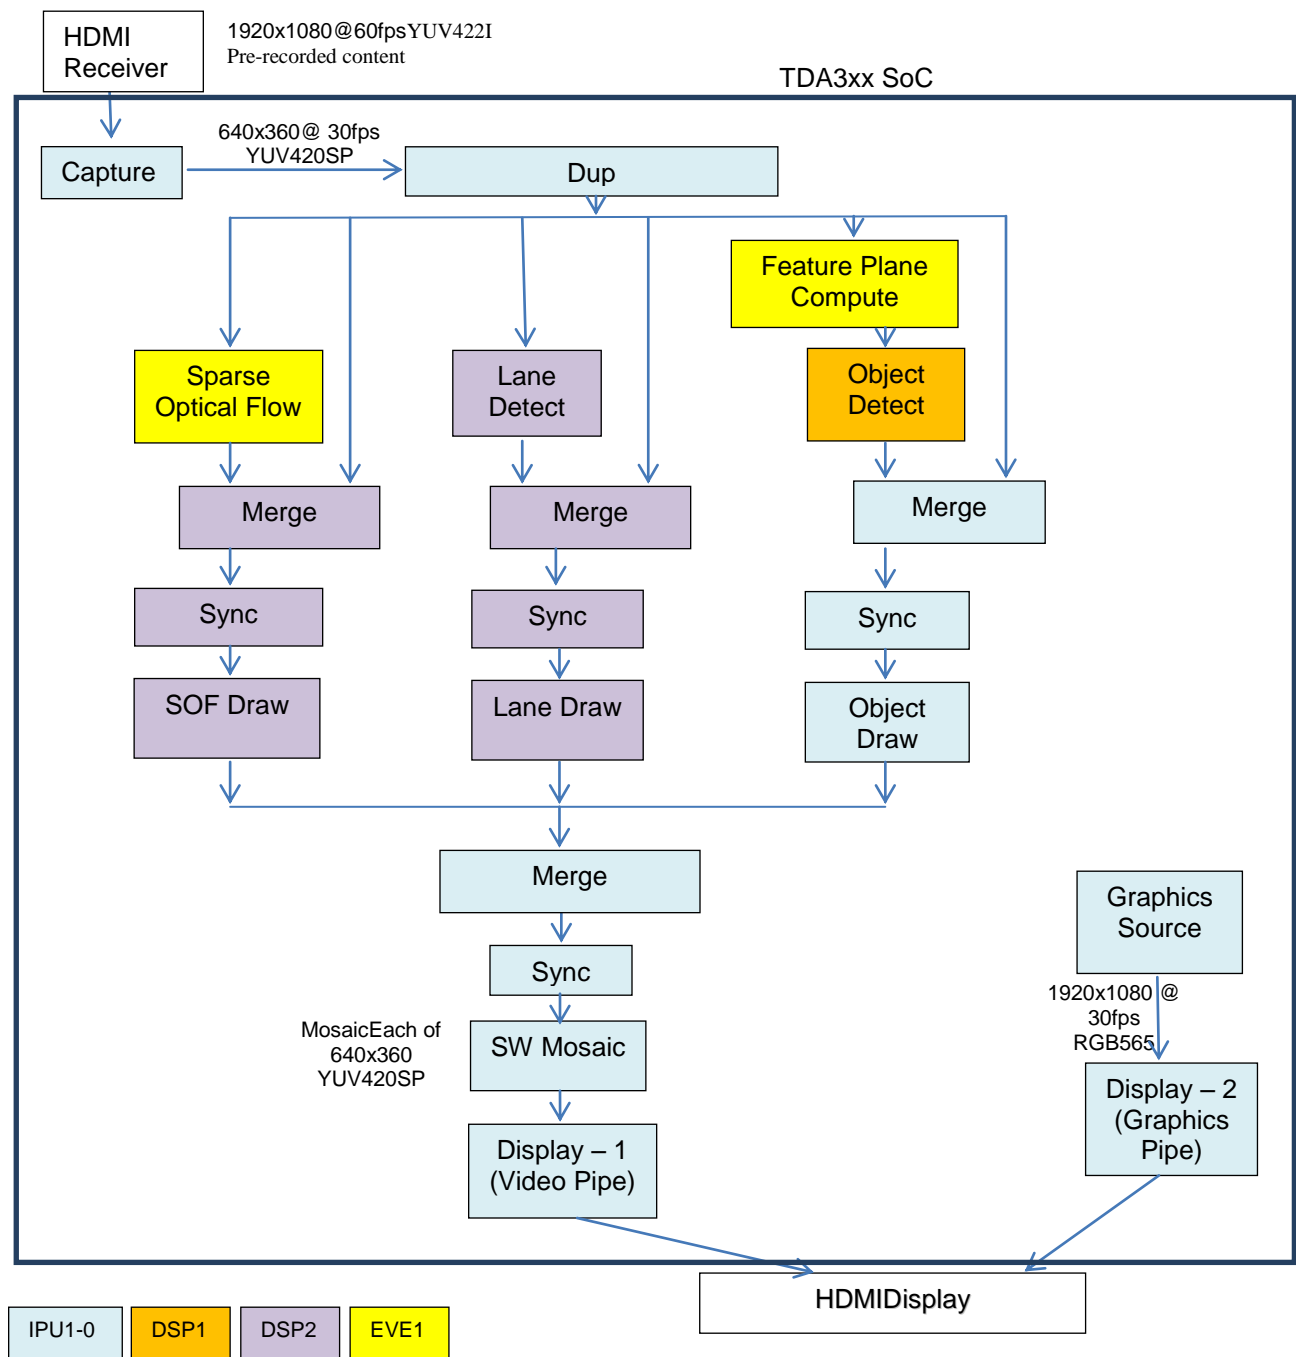 HDMI
Receiver
1920x1080@60fpsYUV422I
Pre-recorded content
TDA3xx SoC
Capture
640x360@ 30fps
YUV420SP
Dup
Feature Plane
Compute
Sparse
Optical Flow
Lane
Detect
Object
Detect
Merge
Merge
Merge
Sync
Sync
Sync
SOF Draw
Lane Draw
Object
Draw
Merge
Graphics
Source
Sync
1920x1080 @
30fps
RGB565
MosaicEach of
640x360
YUV420SP
SW Mosaic
Display – 2
(Graphics
Pipe)
Display – 1
(Video Pipe)
HDMIDisplay
IPU1-0
DSP1
DSP2
EVE1